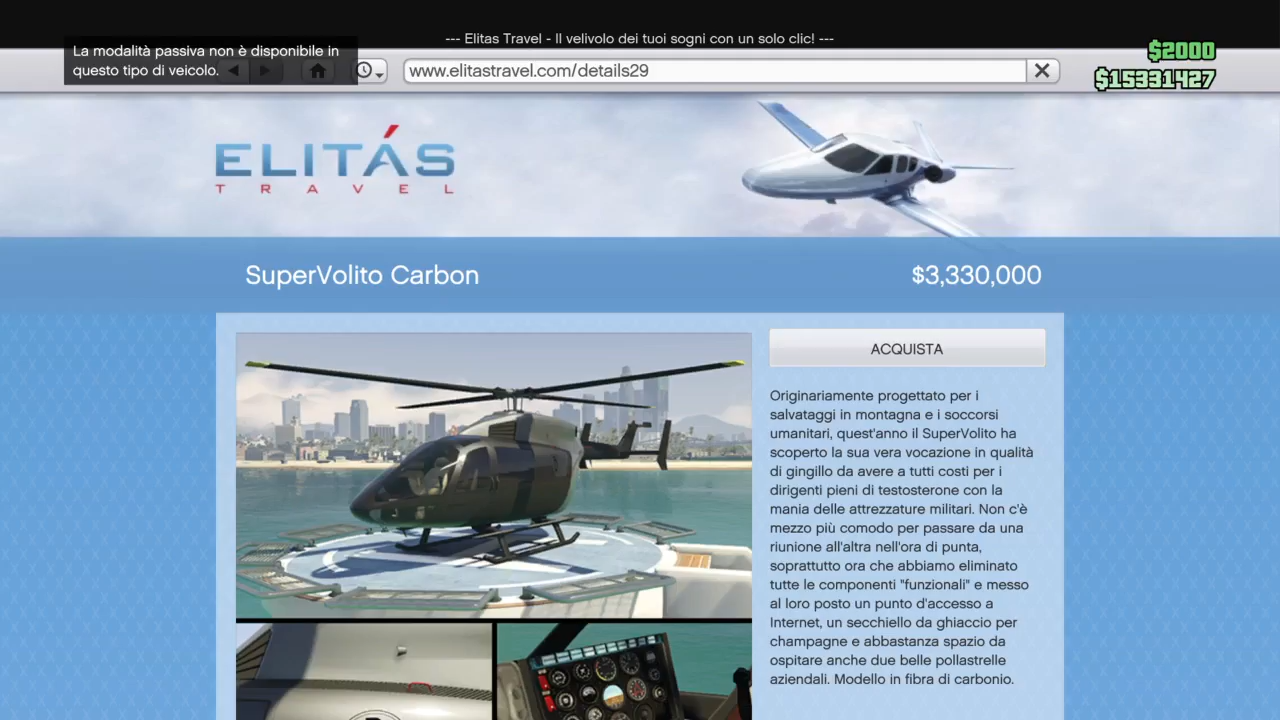 --- Elitas Travel - Il velivolo dei tuoi sogni con un solo clic! ---
La modalità passiva non è disponibile in
questo tipo di veicolo.
www.elitastravel.com/details29
$2000
$15331427
ELITÁS
TRAVEL
SuperVolito Carbon
$3,330,000
ACQUISTA
Originariamente progettato per i
salvataggi in montagna e i soccorsi
umanitari, quest'anno il SuperVolito ha
scoperto la sua vera vocazione in qualità
di gingillo da avere a tutti costi per i
dirigenti pieni di testosterone con la
mania delle attrezzature militari. Non c'è
mezzo più comodo per passare da una
riunione all'altra nell'ora di punta,
soprattutto ora che abbiamo eliminato
tutte le componenti "funzionali" e messo
al loro posto un punto d'accesso a
Internet, un secchiello da ghiaccio per
champagne e abbastanza spazio da
ospitare anche due belle pollastrelle
aziendali. Modello in fibra di carbonio.